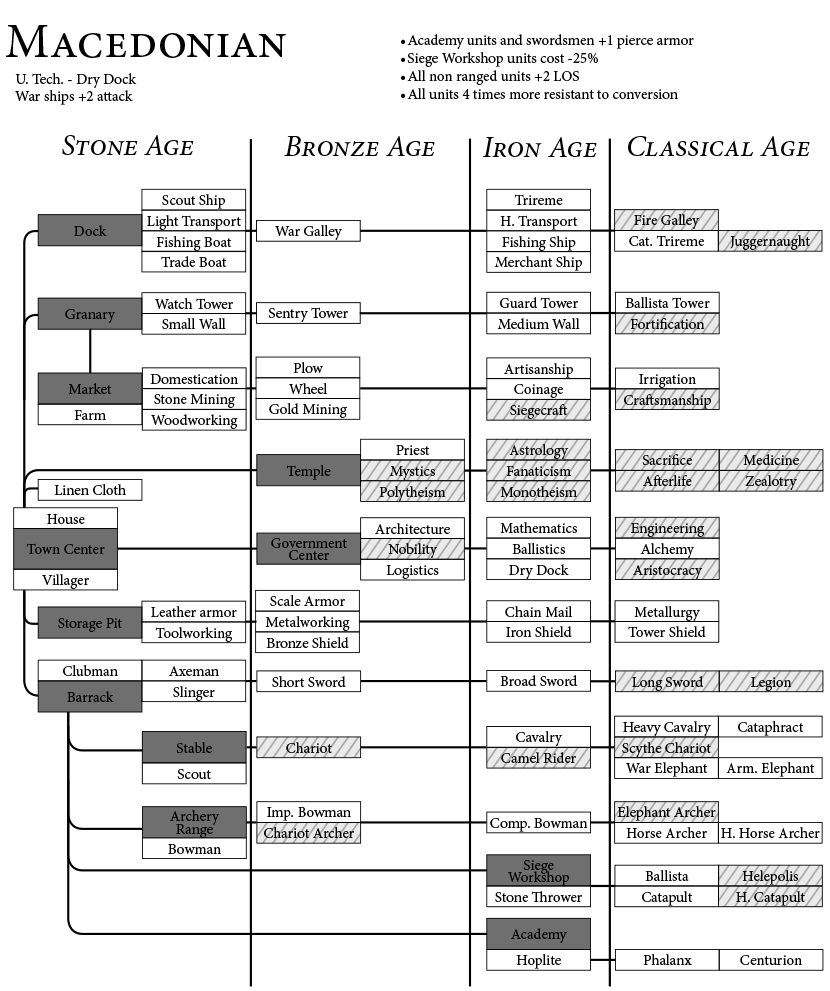 MACEDONIAN
U. Tech. - Dry Dock
War ships +2 attack
•Academy units and swordsmen +1 pierce armor
•Siege Workshop units cost -25%
•All non ranged units +2 LOS
•All units 4 times more resistant to conversion
STONE AGE
BRONZE AGE
IRON AGE
CLASSICAL AGE
Dock
Scout Ship
Light Transport
Fishing Boat
Trade Boat
War Galley
Trireme
H. Transport
Fishing Ship
Merchant Ship
Fire Galley
Cat. Trireme
Juggernaught
Granary
Watch Tower
Small Wall
Sentry Tower
Guard Tower
Medium Wall
Ballista Tower
Fortification
Market
Farm
Domestication
Stone Mining
Woodworking
Plow
Wheel
Gold Mining
Artisanship
Coinage
Siegecraft
Irrigation
Craftsmanship
Temple
Priest
Mystics
Polytheism
Astrology
Fanaticism
Monotheism
Sacrifice
Medicine
Afterlife
Zealotry
Linen Cloth
House
Town Center
Villager
Government
Center
Architecture
Nobility
Logistics
Mathematics
Ballistics
Dry Dock
Engineering
Alchemy
Aristocracy
Storage Pit
Leather armor
Toolworking
Scale Armor
Metalworking
Bronze Shield
Chain Mail
Iron Shield
Metallurgy
Tower Shield
Clubman
Barrack
Axeman
Slinger
Short Sword
Broad Sword
Long Sword
Legion
Stable
Scout
Chariot
Cavalry
Camel Rider
Heavy Cavalry
Cataphract
Scythe Chariot
War Elephant
Arm. Elephant
Archery
Range
Bowman
Imp. Bowman
Chariot Archer
Comp. Bowman
Elephant Archer
Horse Archer
H. Horse Archer
Siege
Workshop
Stone Thrower
Ballista
Helepolis
Catapult
H. Catapult
Academy
Hoplite
Phalanx
Centurion